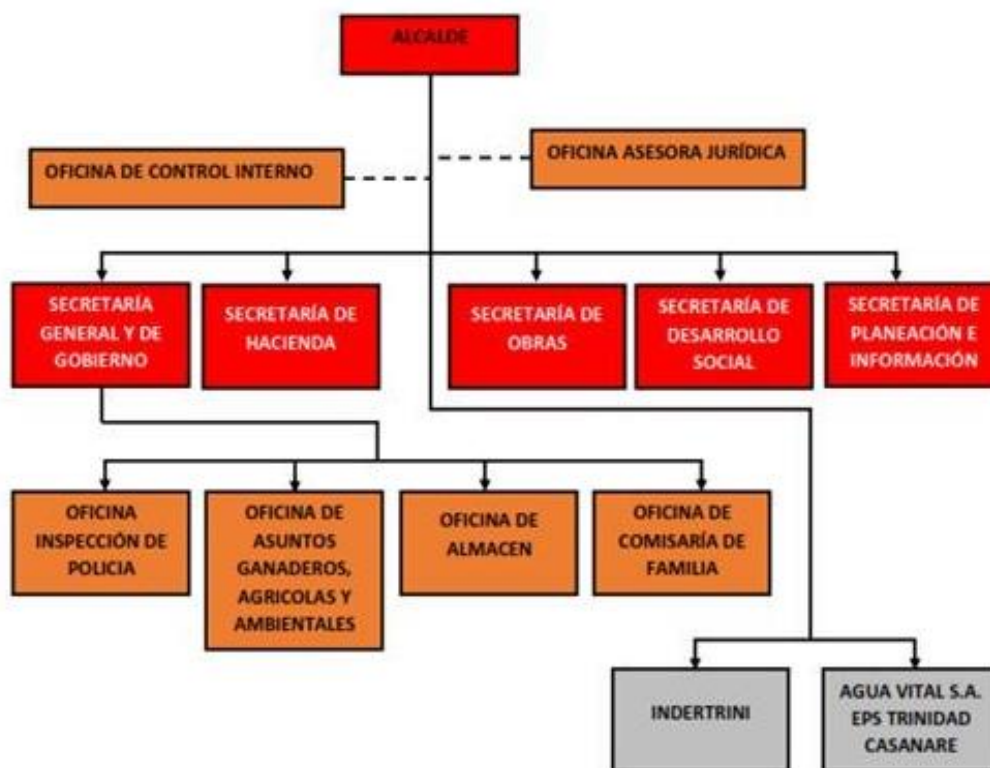 ALCALDE
OFICINA ASESORA JURÍDICA
OFICINA DE CONTROL INTERNO
SECRETARÍA
GENERAL Y DE
GOBIERNO
SECRETARÍA DE
HACIENDA
SECRETARÍA DE
OBRAS
SECRETARÍA DE
DESARROLLO
SOCIAL
SECRETARÍA DE
PLANEACIÓN E
INFORMACIÓN
OFICINA
INSPECCIÓN DE
POLICIA
OFICINA DE
ASUNTOS
GANADEROS,
AGRICOLAS Y
AMBIENTALES
OFICINA DE
ALMACEN
OFICINA DE
COMISARÍA DE
FAMILIA
INDERTRINI
AGUA VITAL S.A.
EPS TRINIDAD
CASANARE